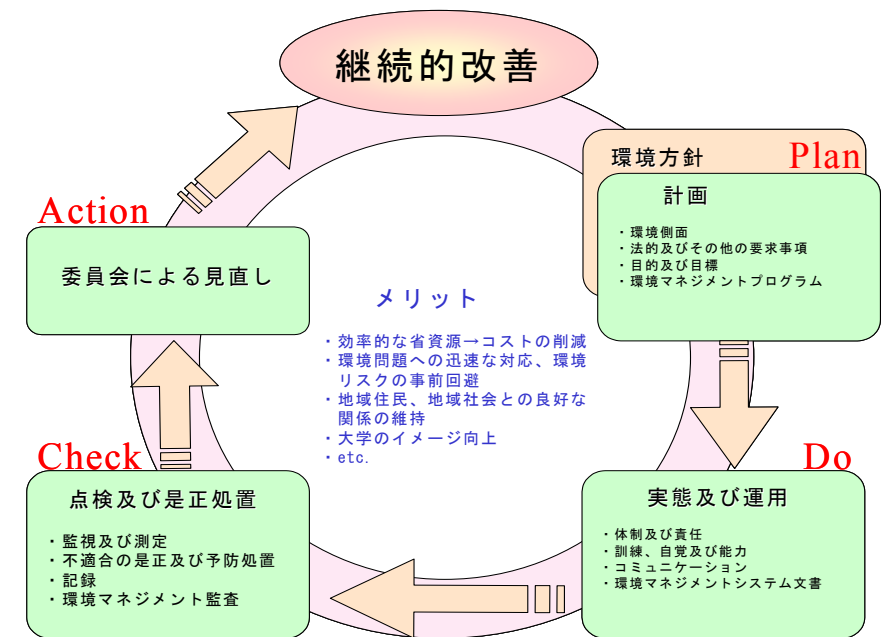 継続的改善
環境方針
Plan
計画
・環境側面
・法的及びその他の要求事項
・目的及び目標
・環境マネジメントプログラム
Action
委員会による見直し
メリット
・効率的な省資源→コストの削減
・環境問題への迅速な対応、環境
リスクの事前回避
・地域住民、地域社会との良好な
関係の維持
・大学のイメージ向上
・etc.
Check
点検及び是正処置
・監視及び測定
・不適合の是正及び予防処置
・記録
・環境マネジメント監査
Do
実態及び運用
・体制及び責任
・訓練、自覚及び能力
・コミュニケーション
・環境マネジメントシステム文書